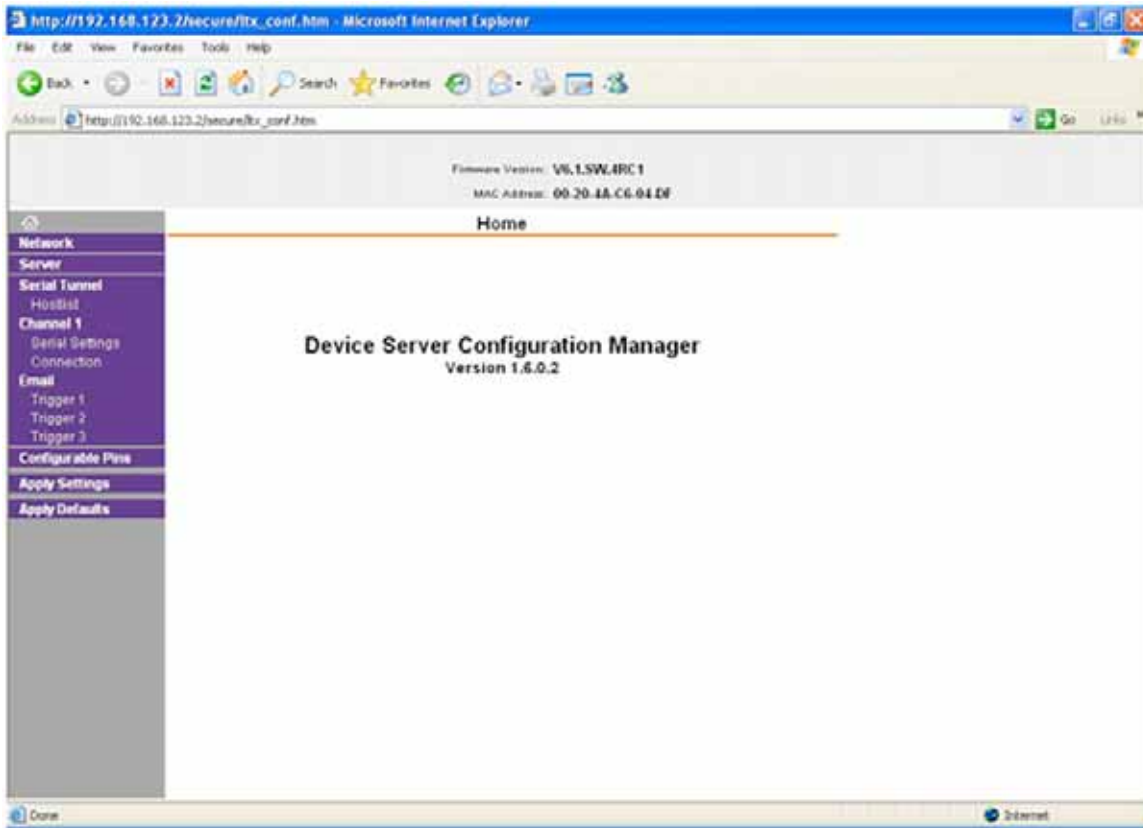 http://192.168.123.2/secure/ltx_conf.htm - Microsoft Internet Explorer
File Edit View Favorites Tools Help
Back Search Favorites
Address http://192.168.123.2/secure/ltx_conf.htm Go Links
Firmware Version: V6.1.SW.4RC1
MAC Address: 00-20-4A-C6-04-DF
Home
Network
Server
Serial Tunnel
Hostlist
Channel 1
Serial Settings
Connection
Email
Trigger 1
Trigger 2
Trigger 3
Configurable Pins
Apply Settings
Apply Defaults
Device Server Configuration Manager
Version 1.6.0.2
Done Internet